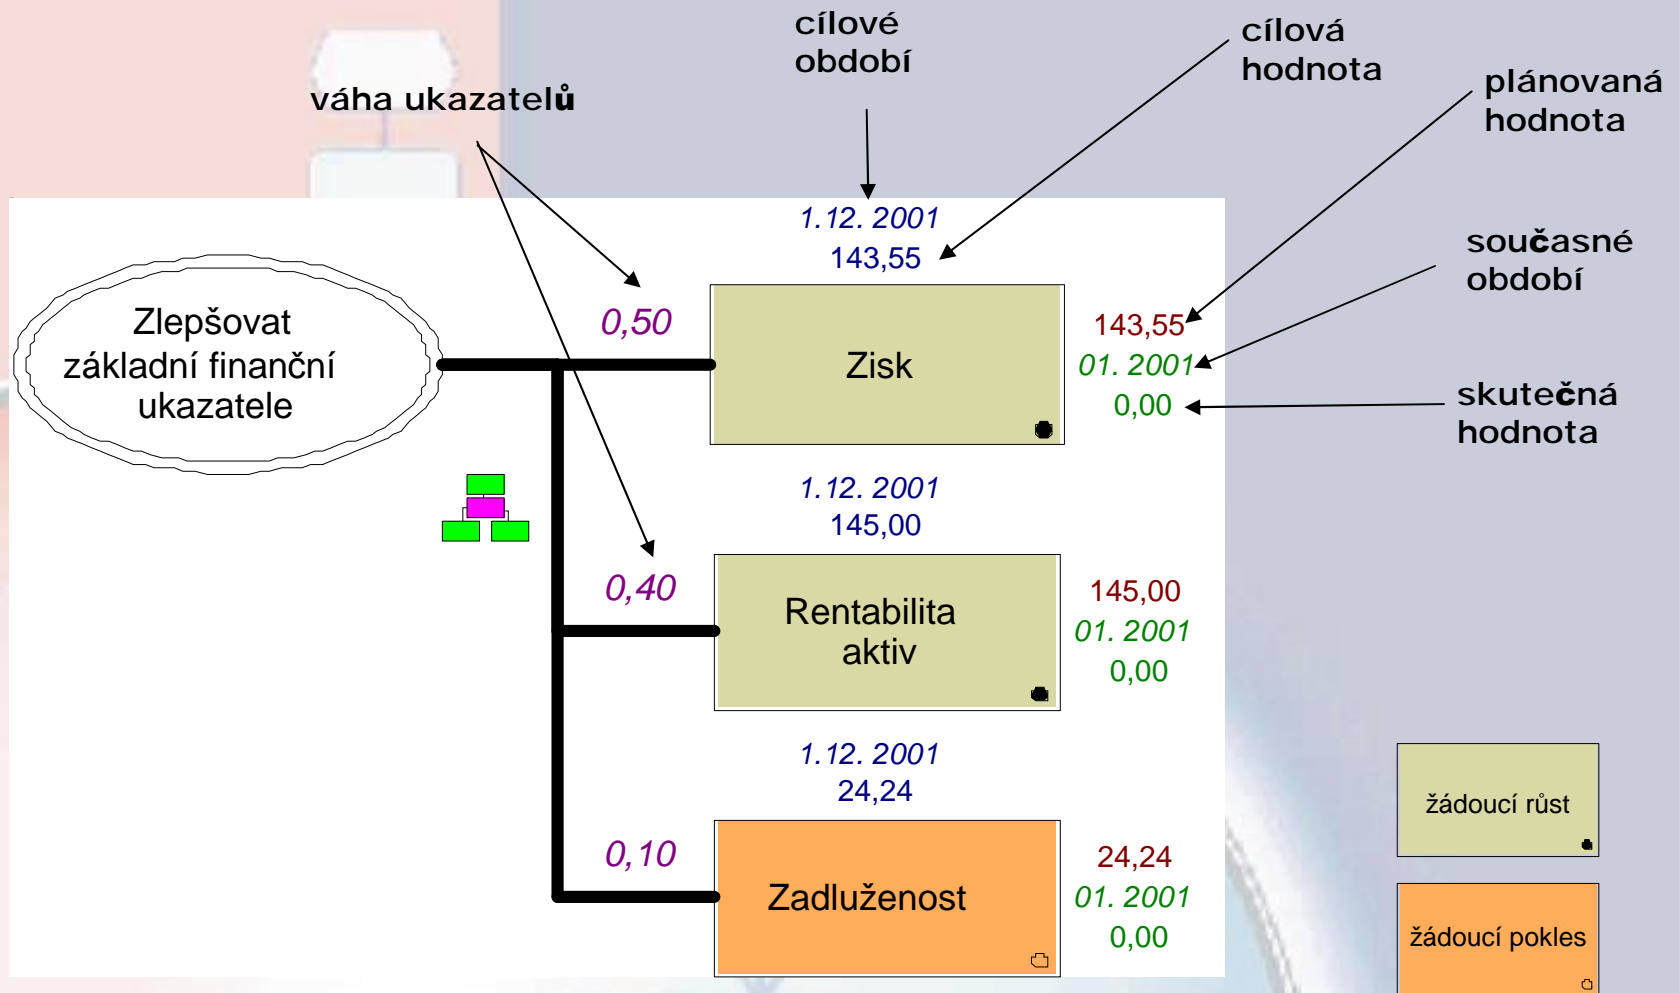 cílové
období
cílová
hodnota
plánovaná
hodnota
váha ukazatelů
1.12. 2001
143,55
současné
období
Zlepšovat
základní finanční
ukazatele
0,50
Zisk
143,55
01. 2001
0,00
skutečná
hodnota
1.12. 2001
145,00
0,40
Rentabilita
aktiv
145,00
01. 2001
0,00
1.12. 2001
24,24
0,10
Zadluženost
24,24
01. 2001
0,00
žádoucí růst
žádoucí pokles